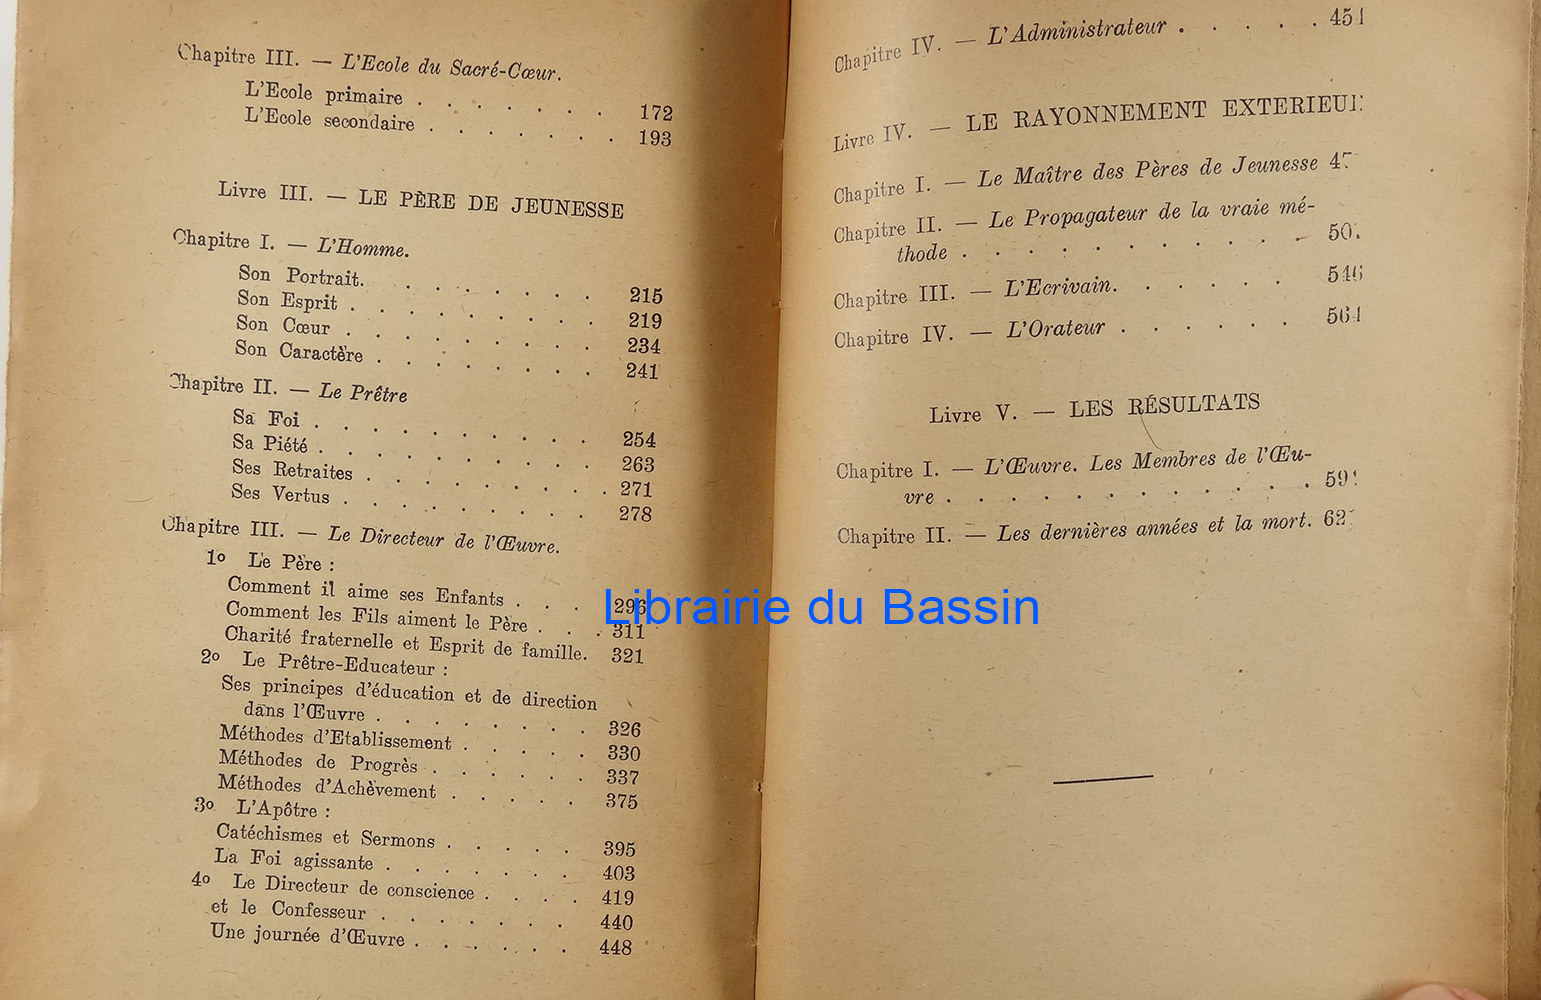 Chapitre III. — L'Ecole du Sacré-Cœur.
L'Ecole primaire . . . . . . . 172
L'Ecole secondaire . . . . . . . 193
Livre III. — LE PÈRE DE JEUNESSE
Chapitre I. — L'Homme.
Son Portrait. . . . . . . . 215
Son Esprit . . . . . . . . . 219
Son Cœur . . . . . . . . . 234
Son Caractère . . . . . . . . 241
Chapitre II. — Le Prêtre
Sa Foi . . . . . . . . . . 254
Sa Piété . . . . . . . . . . 263
Ses Retraites . . . . . . . . . 271
Ses Vertus . . . . . . . . . 278
Chapitre III. — Le Directeur de l'Œuvre.
1º Le Père :
Comment il aime ses Enfants . . . 296
Comment les Fils aiment le Père . . . 311
Charité fraternelle et Esprit de famille. 321
2º Le Prêtre-Educateur :
Ses principes d'éducation et de direction
dans l'Œuvre . . . . . . . . 326
Méthodes d'Etablissement . . . . . 330
Méthodes de Progrès . . . . . . 337
Méthodes d'Achèvement . . . . . 375
3º L'Apôtre :
Catéchismes et Sermons . . . . . 395
La Foi agissante . . . . . . . 403
4º Le Directeur de conscience . . . . 419
et le Confesseur . . . . . . . 440
Une journée d'Œuvre . . . . . . 448
Chapitre IV. — L'Administrateur . . . . . 451
Livre IV. — LE RAYONNEMENT EXTERIEUR
Chapitre I. — Le Maître des Pères de Jeunesse
Chapitre II. — Le Propagateur de la vraie mé-
thode . . . . . . . . . . .
Chapitre III. — L'Ecrivain. . . . . . 546
Chapitre IV. — L'Orateur . . . . . . 564
Livre V. — LES RÉSULTATS
Chapitre I. — L'Œuvre. Les Membres de l'Œu-
vre . . . . . . . . . . . .
Chapitre II. — Les dernières années et la mort.
Librairie du Bassin